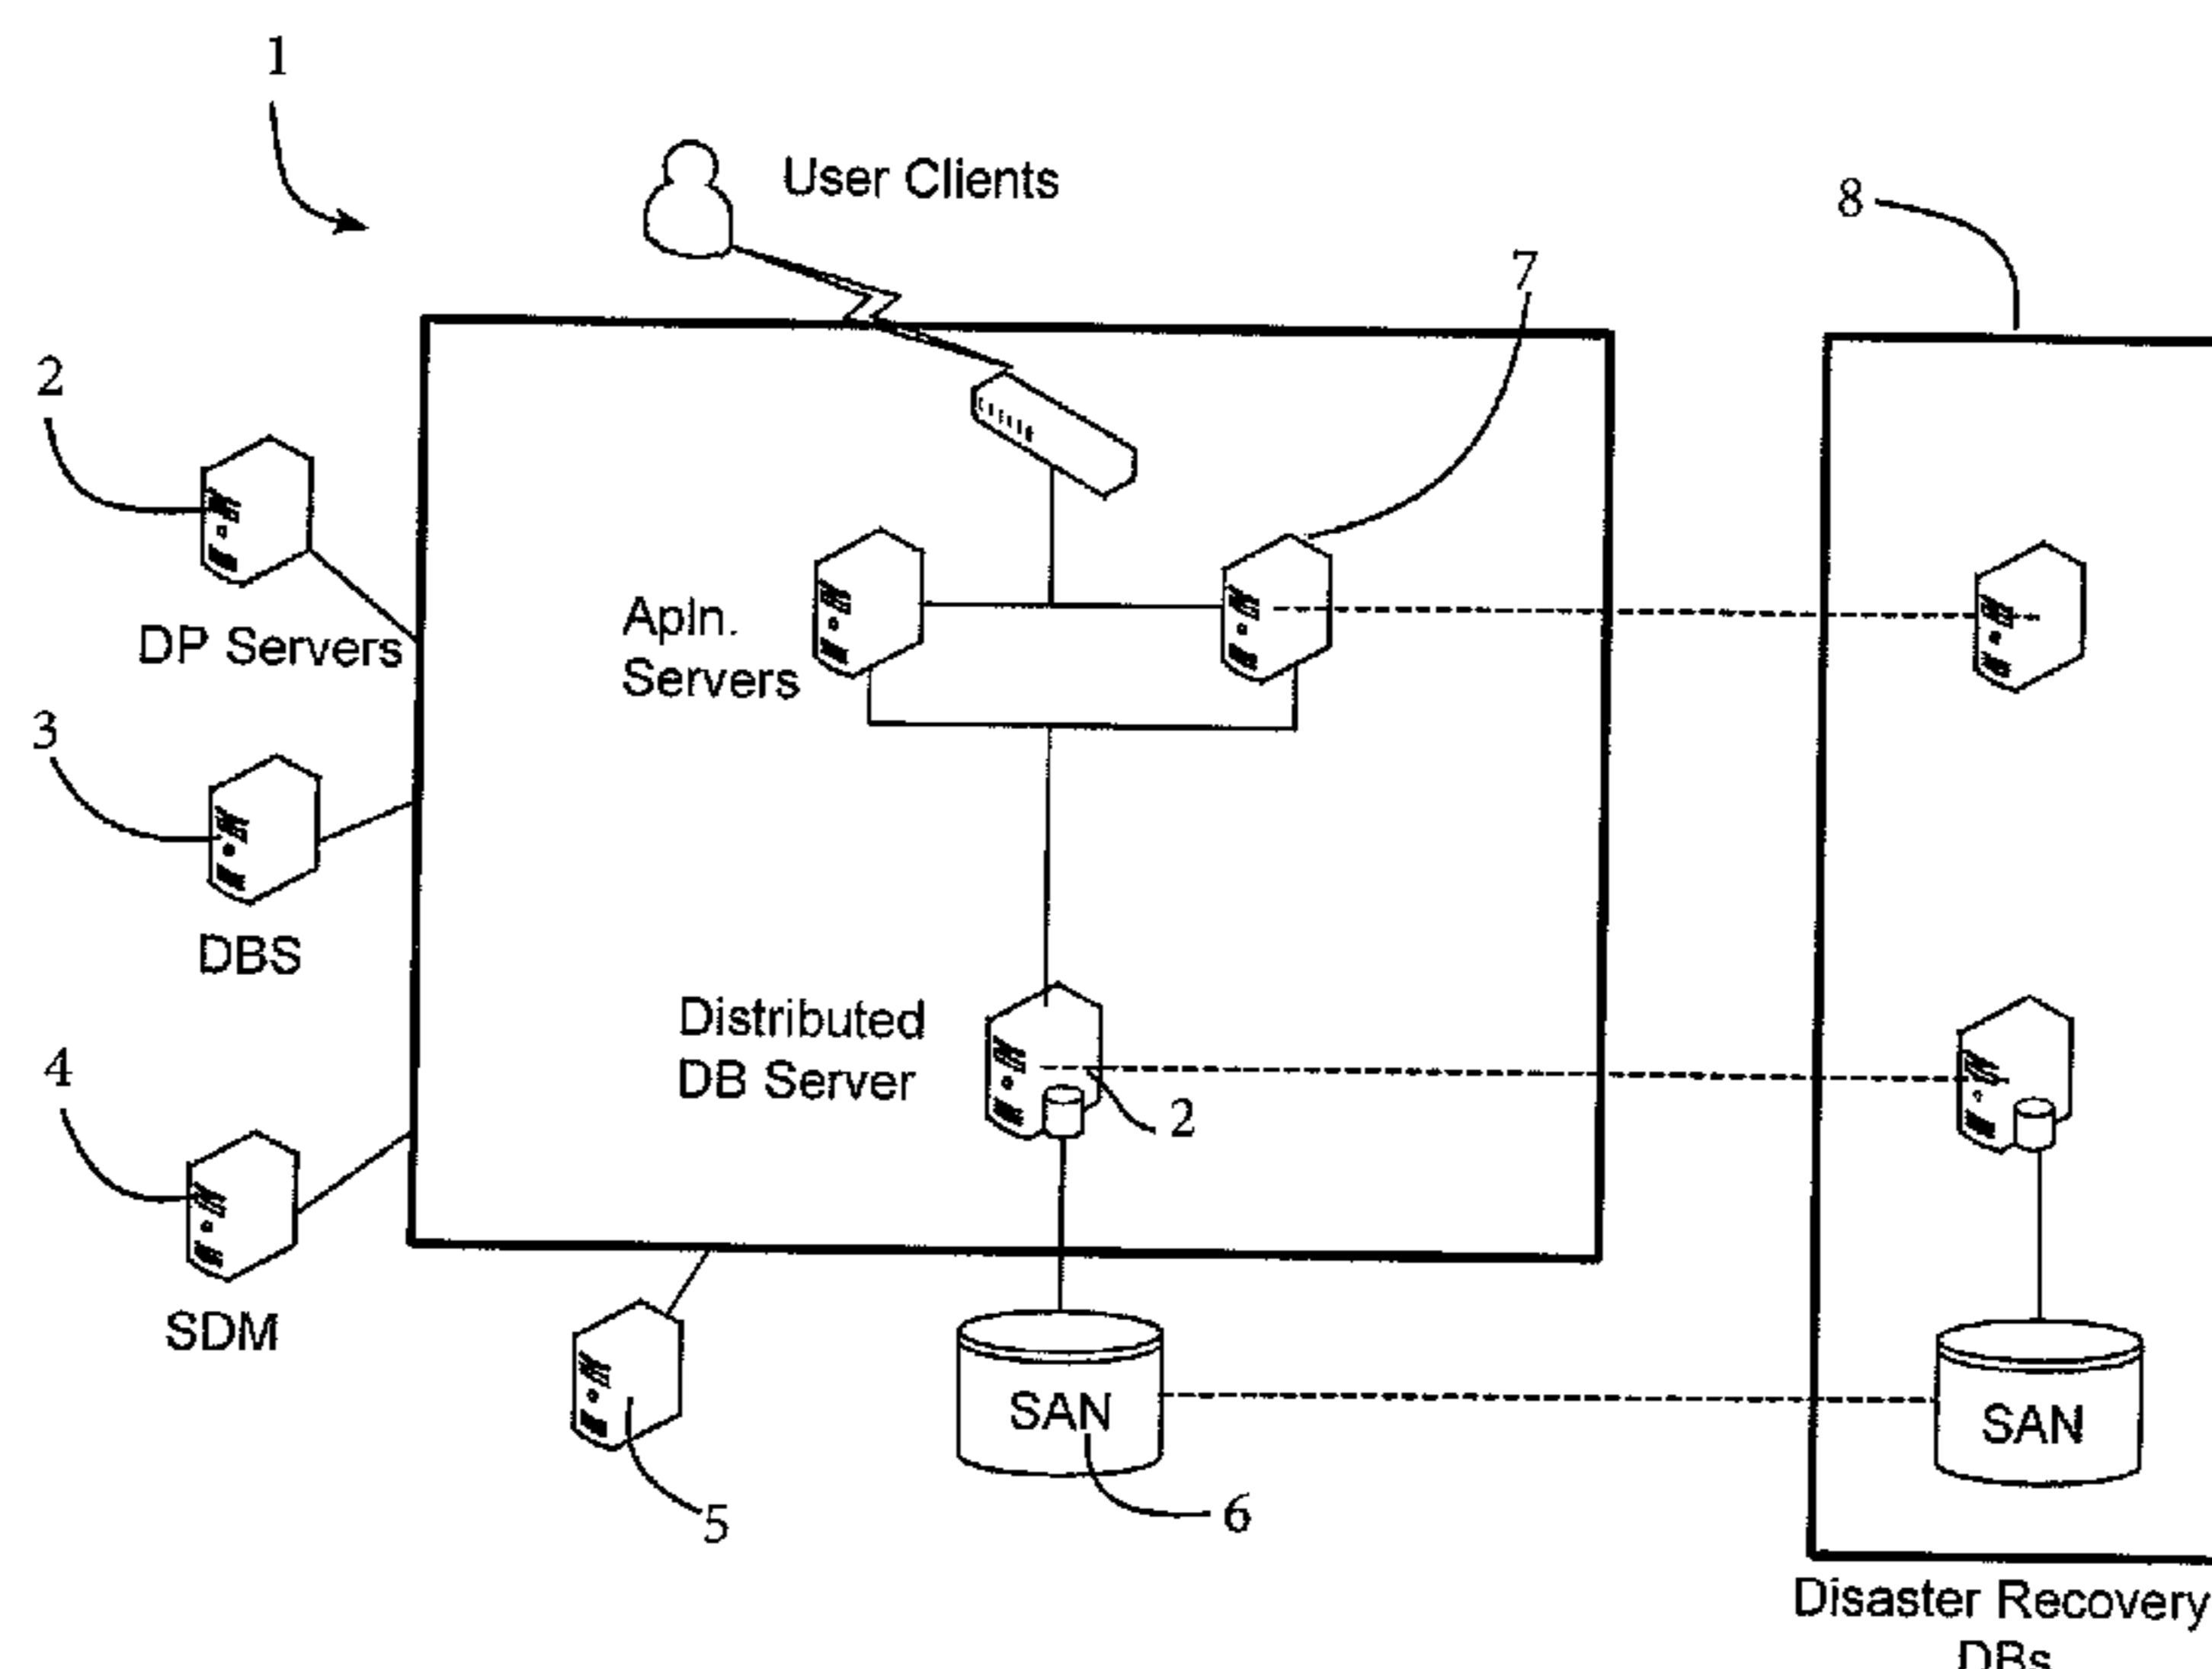 1
User Clients
8
7
2
DP Servers
Apln.
Servers
3
DBS
Distributed
DB Server
2
4
SDM
SAN
SAN
5
6
Disaster Recovery
DBs